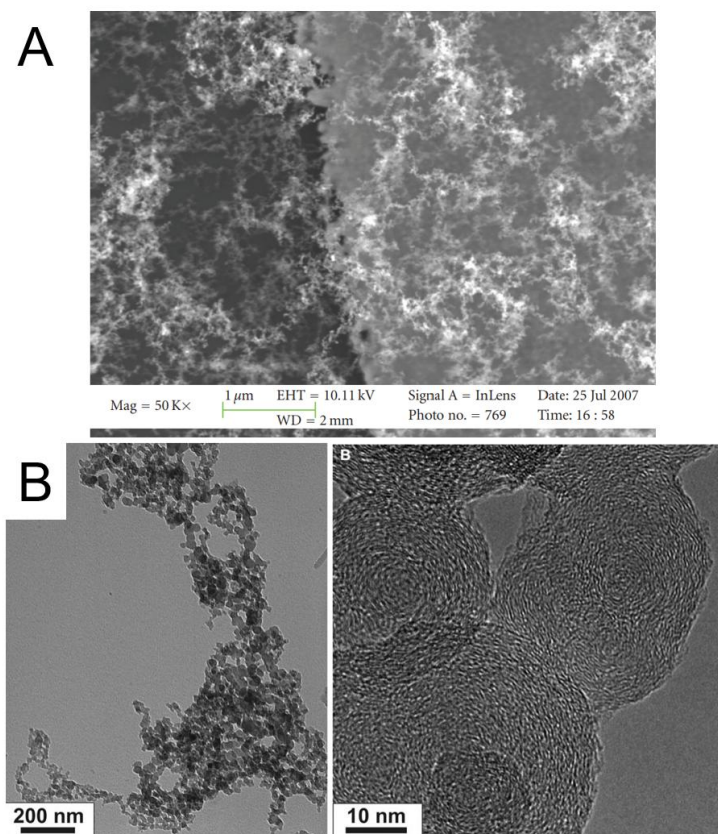 A
Mag = 50 K×
1 μm
EHT = 10.11 kV
WD = 2 mm
Signal A = InLens
Photo no. = 769
Date: 25 Jul 2007
Time: 16 : 58
B
200 nm
B
10 nm